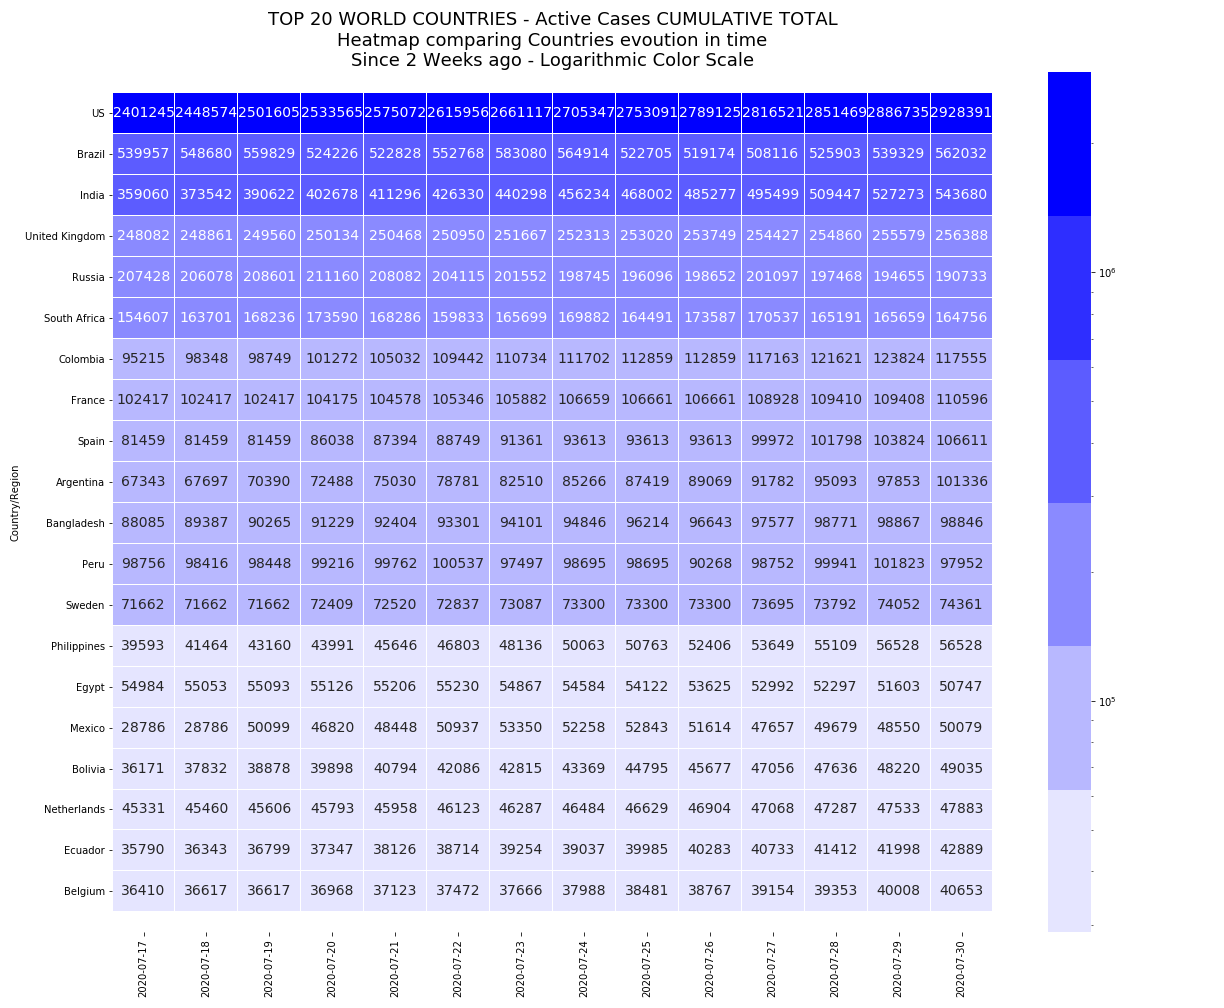 TOP 20 WORLD COUNTRIES - Active Cases CUMULATIVE TOTAL
Heatmap comparing Countries evoution in time
Since 2 Weeks ago - Logarithmic Color Scale
US 2401245 2448574 2501605 2533565 2575072 2615956 2661117 2705347 2753091 2789125 2816521 2851469 2886735 2928391
Brazil 539957 548680 559829 524226 522828 552768 583080 564914 522705 519174 508116 525903 539329 562032
India 359060 373542 390622 402678 411296 426330 440298 456234 468002 485277 495499 509447 527273 543680
United Kingdom 248082 248861 249560 250134 250468 250950 251667 252313 253020 253749 254427 254860 255579 256388
Russia 207428 206078 208601 211160 208082 204115 201552 198745 196096 198652 201097 197468 194655 190733
South Africa 154607 163701 168236 173590 168286 159833 165699 169882 164491 173587 170537 165191 165659 164756
Colombia 95215 98348 98749 101272 105032 109442 110734 111702 112859 112859 117163 121621 123824 117555
France 102417 102417 102417 104175 104578 105346 105882 106659 106661 106661 108928 109410 109408 110596
Spain 81459 81459 81459 86038 87394 88749 91361 93613 93613 93613 99972 101798 103824 106611
Argentina 67343 67697 70390 72488 75030 78781 82510 85266 87419 89069 91782 95093 97853 101336
Bangladesh 88085 89387 90265 91229 92404 93301 94101 94846 96214 96643 97577 98771 98867 98846
Peru 98756 98416 98448 99216 99762 100537 97497 98695 98695 90268 98752 99941 101823 97952
Sweden 71662 71662 71662 72409 72520 72837 73087 73300 73300 73300 73695 73792 74052 74361
Philippines 39593 41464 43160 43991 45646 46803 48136 50063 50763 52406 53649 55109 56528 56528
Egypt 54984 55053 55093 55126 55206 55230 54867 54584 54122 53625 52992 52297 51603 50747
Mexico 28786 28786 50099 46820 48448 50937 53350 52258 52843 51614 47657 49679 48550 50079
Bolivia 36171 37832 38878 39898 40794 42086 42815 43369 44795 45677 47056 47636 48220 49035
Netherlands 45331 45460 45606 45793 45958 46123 46287 46484 46629 46904 47068 47287 47533 47883
Ecuador 35790 36343 36799 37347 38126 38714 39254 39037 39985 40283 40733 41412 41998 42889
Belgium 36410 36617 36617 36968 37123 37472 37666 37988 38481 38767 39154 39353 40008 40653
2020-07-17 2020-07-18 2020-07-19 2020-07-20 2020-07-21 2020-07-22 2020-07-23 2020-07-24 2020-07-25 2020-07-26 2020-07-27 2020-07-28 2020-07-29 2020-07-30
Country/Region
10⁶
10⁵